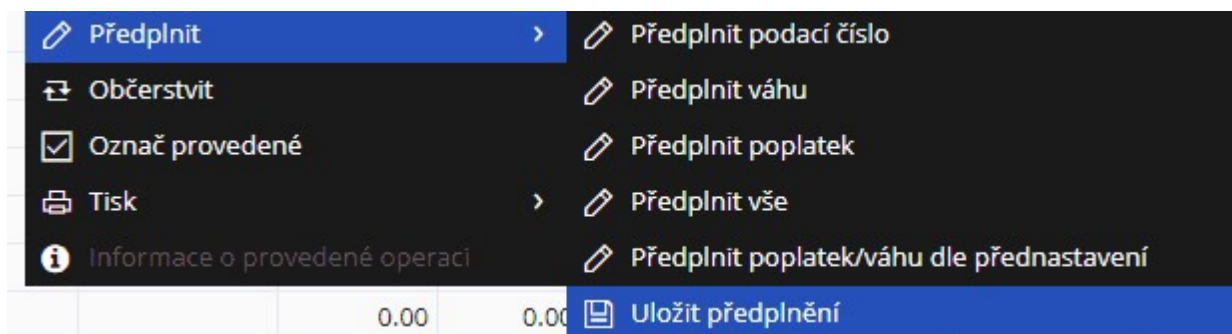 Předplnit
Občerstvit
Označ provedené
Tisk
Informace o provedené operaci
Předplnit podací číslo
Předplnit váhu
Předplnit poplatek
Předplnit vše
Předplnit poplatek/váhu dle přednastavení
Uložit předplnění
0.00 0.00